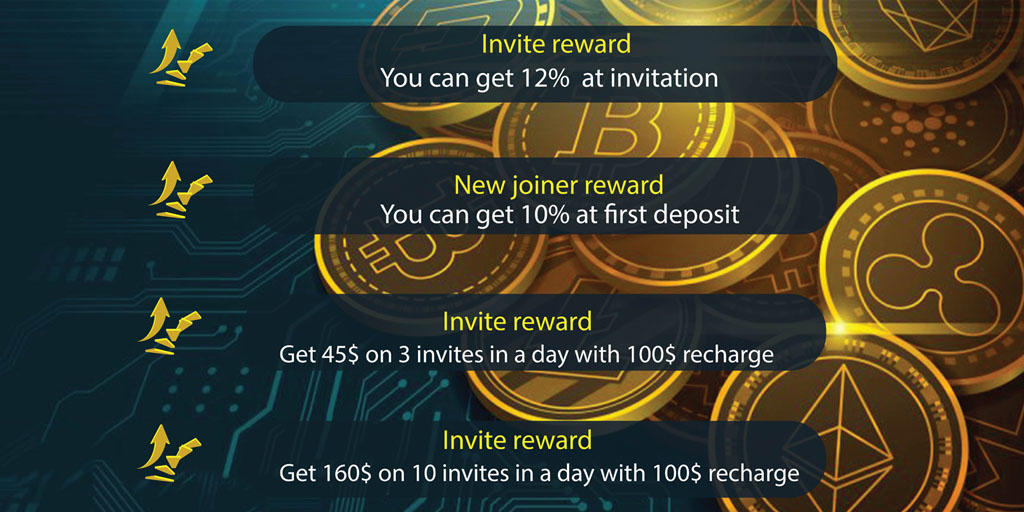 Invite reward
You can get 12% at invitation
New joiner reward
You can get 10% at first deposit
Invite reward
Get 45$ on 3 invites in a day with 100$ recharge
Invite reward
Get 160$ on 10 invites in a day with 100$ recharge